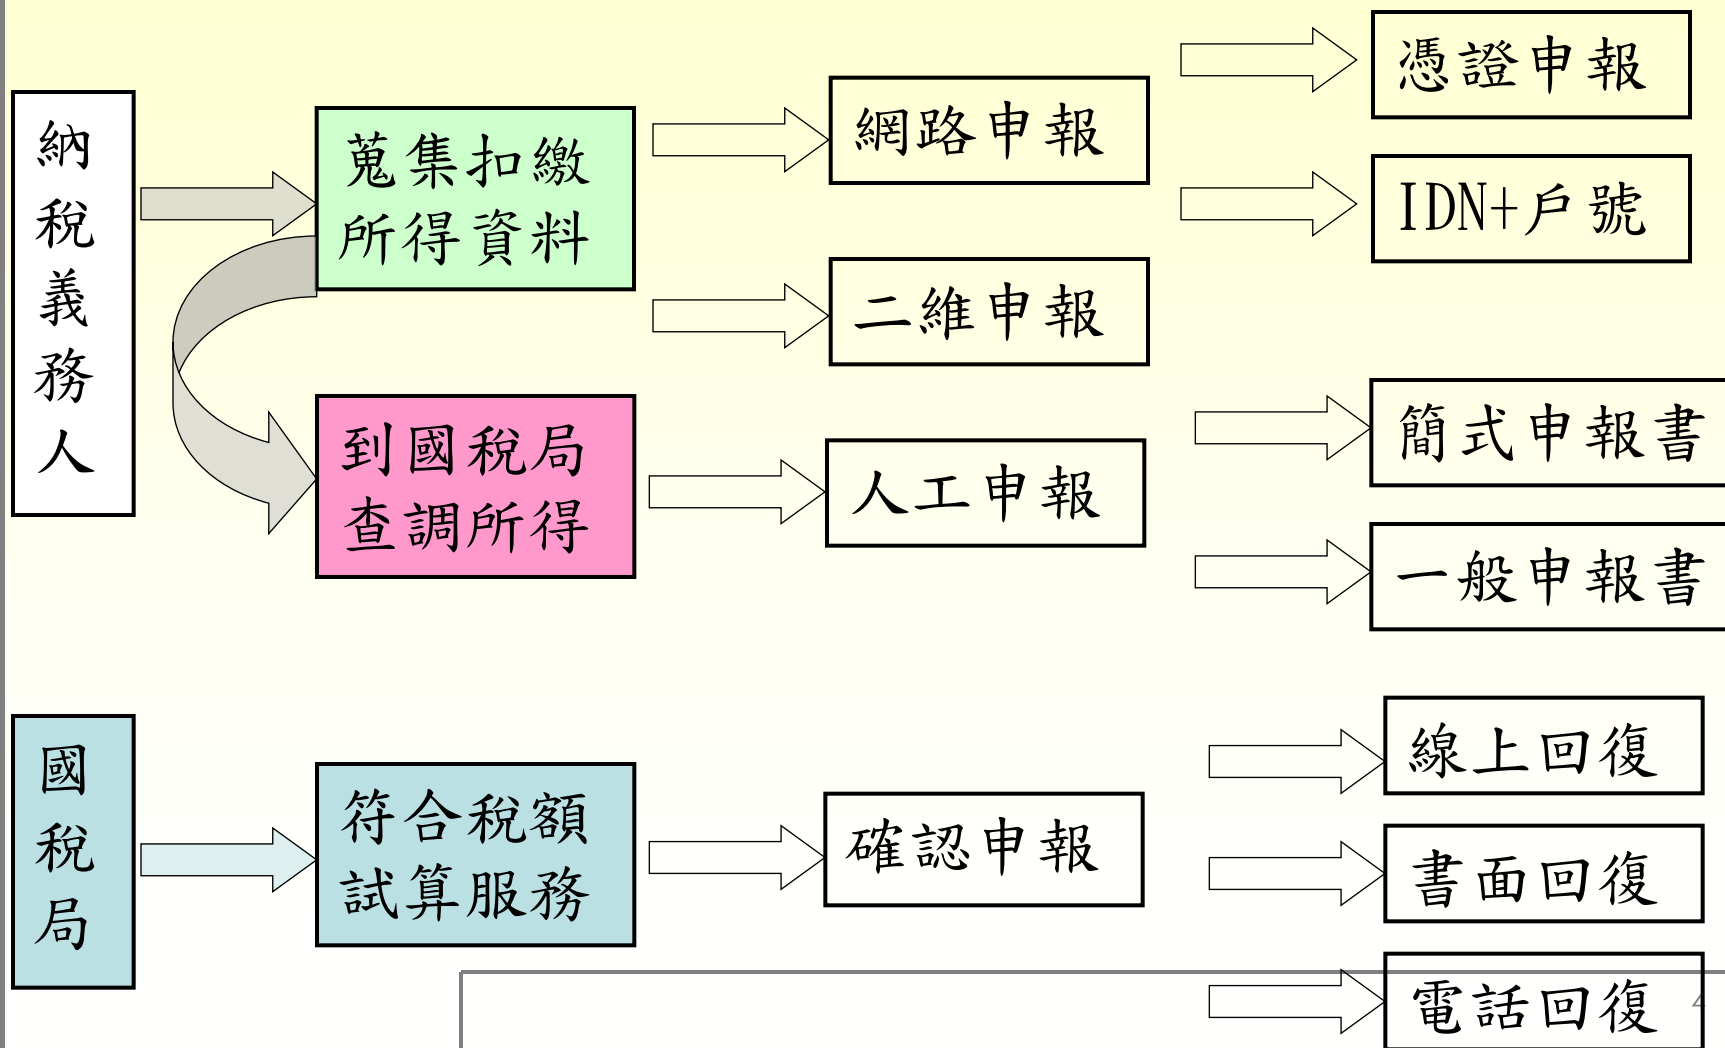 納稅義務人
蒐集扣繳
所得資料
到國稅局
查調所得
網路申報
二維申報
人工申報
憑證申報
IDN+戶號
簡式申報書
一般申報書
國稅局
符合稅額
試算服務
確認申報
線上回復
書面回復
電話回復
4